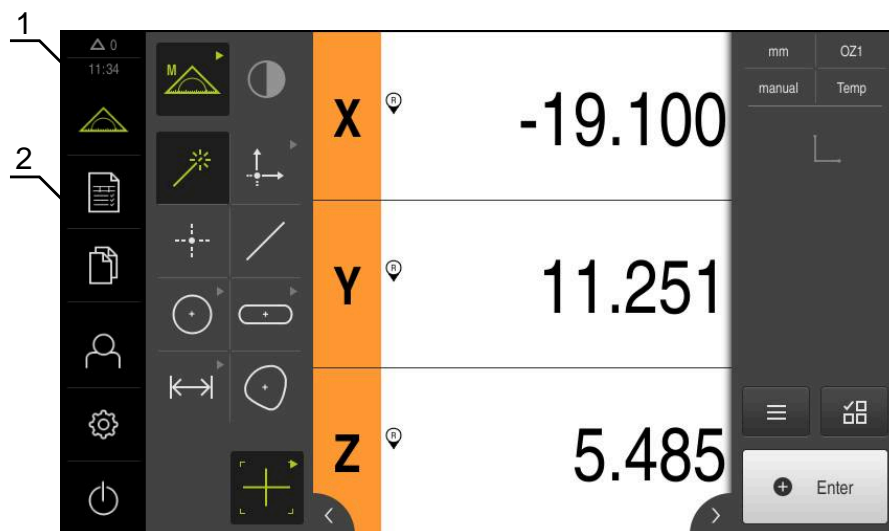 1
0
11:34
2
M
X R -19.100
Y R 11.251
Z R 5.485
mm OZ1
manual Temp
Enter